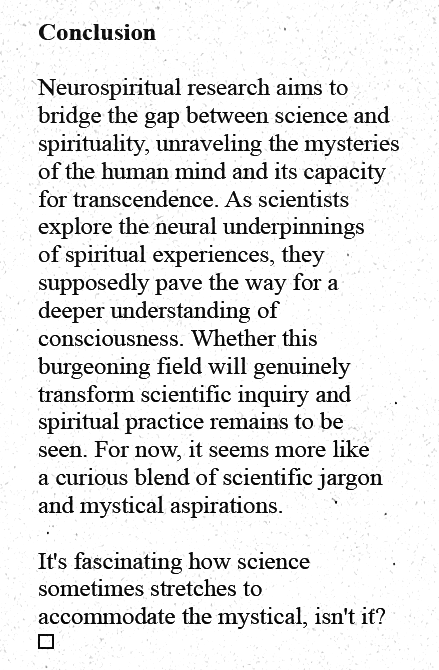 Conclusion
Neurospiritual research aims to
bridge the gap between science and
spirituality, unraveling the mysteries
of the human mind and its capacity
for transcendence. As scientists
explore the neural underpinnings
of spiritual experiences, they
supposedly pave the way for a
deeper understanding of
consciousness. Whether this
burgeoning field will genuinely
transform scientific inquiry and
spiritual practice remains to be
seen. For now, it seems more like
a curious blend of scientific jargon
and mystical aspirations.
It's fascinating how science
sometimes stretches to
accommodate the mystical, isn't it?
□